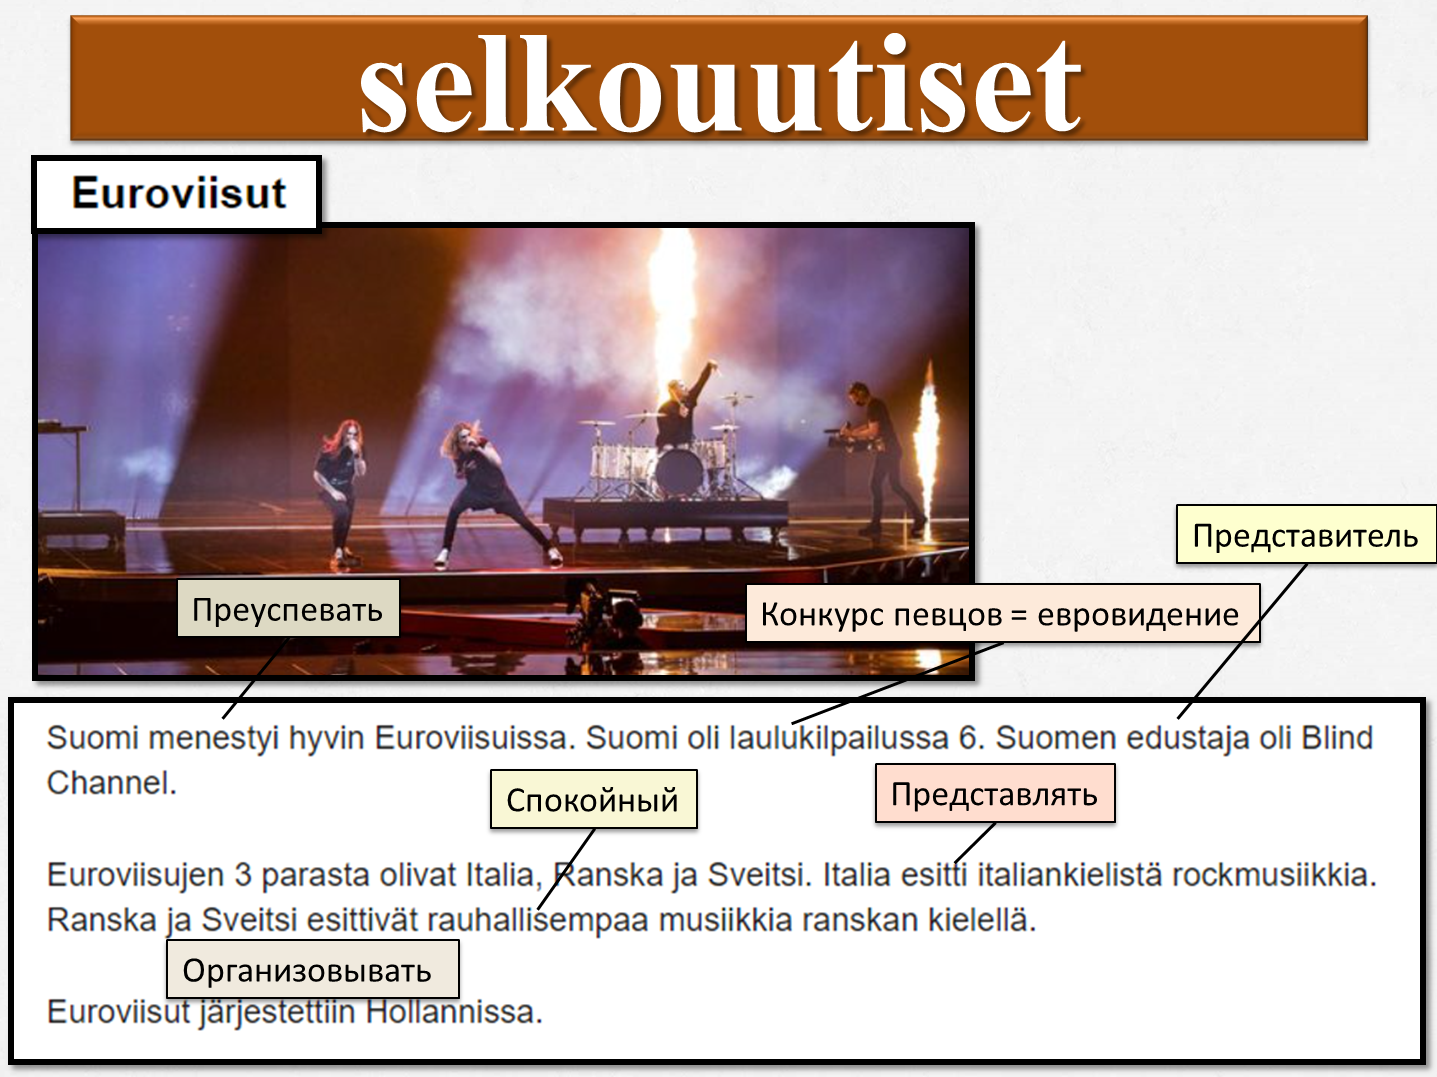 selkouutiset
Euroviisut
Представитель
Преуспевать
Конкурс певцов = евровидение
Suomi menestyi hyvin Euroviisuissa. Suomi oli laulukilpailussa 6. Suomen edustaja oli Blind
Channel.
Спокойный
Представлять
Euroviisujen 3 parasta olivat Italia, Ranska ja Sveitsi. Italia esitti italiankielistä rockmusiikkia.
Ranska ja Sveitsi esittivät rauhallisempaa musiikkia ranskan kielellä.
Организовывать
Euroviisut järjestettiin Hollannissa.